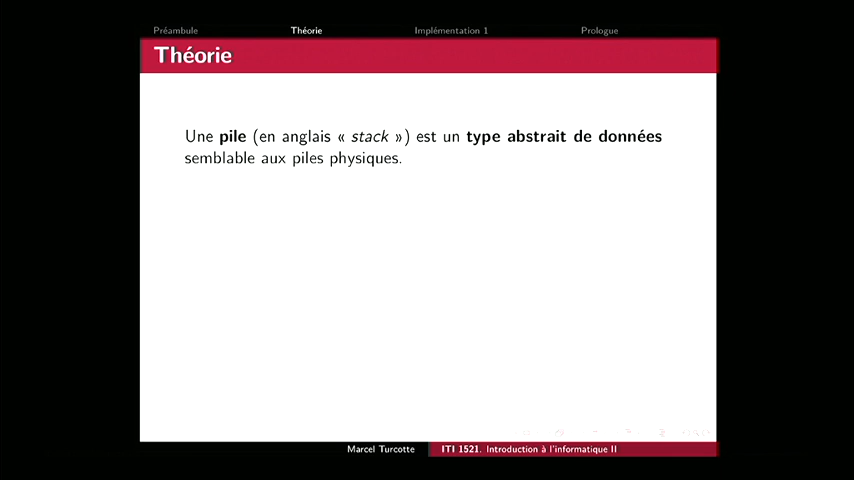 Préambule Théorie Implémentation 1 Prologue
Théorie
Une pile (en anglais « stack ») est un type abstrait de données
semblable aux piles physiques.
Marcel Turcotte ITI 1521. Introduction à l'informatique II